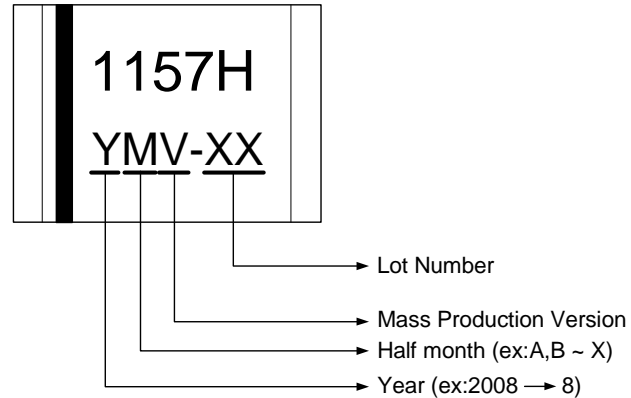 1157H
YMV-XX
Lot Number
Mass Production Version
Half month (ex:A,B ~ X)
Year (ex:2008 → 8)